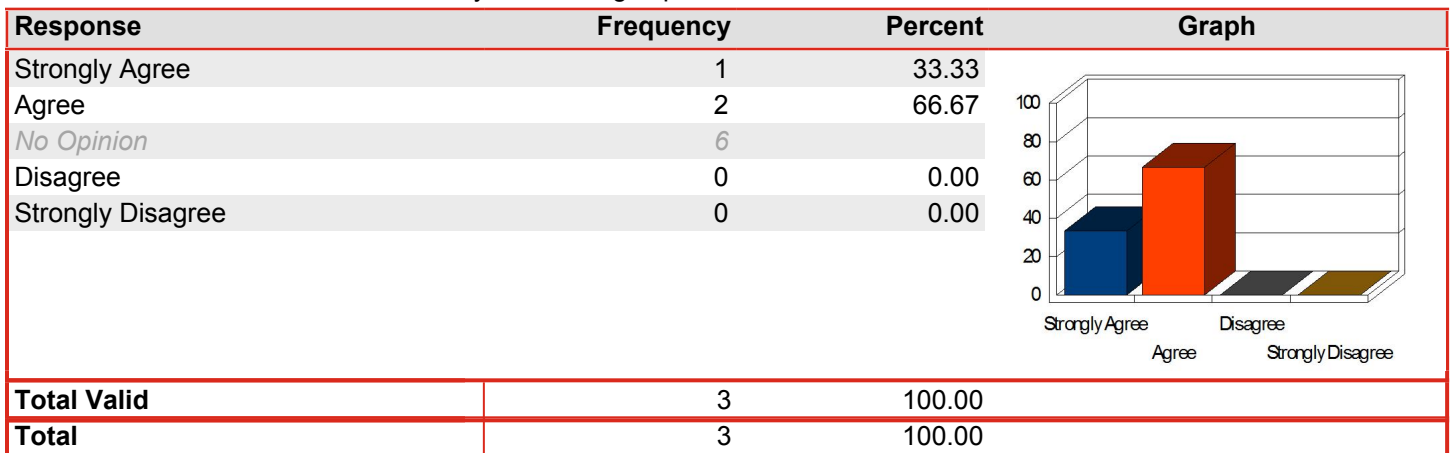 Response Frequency Percent Graph
Strongly Agree 1 33.33
Agree 2 66.67
No Opinion 6
Disagree 0 0.00
Strongly Disagree 0 0.00
100
80
60
40
20
0
Strongly Agree Disagree
Agree Strongly Disagree
Total Valid 3 100.00
Total 3 100.00